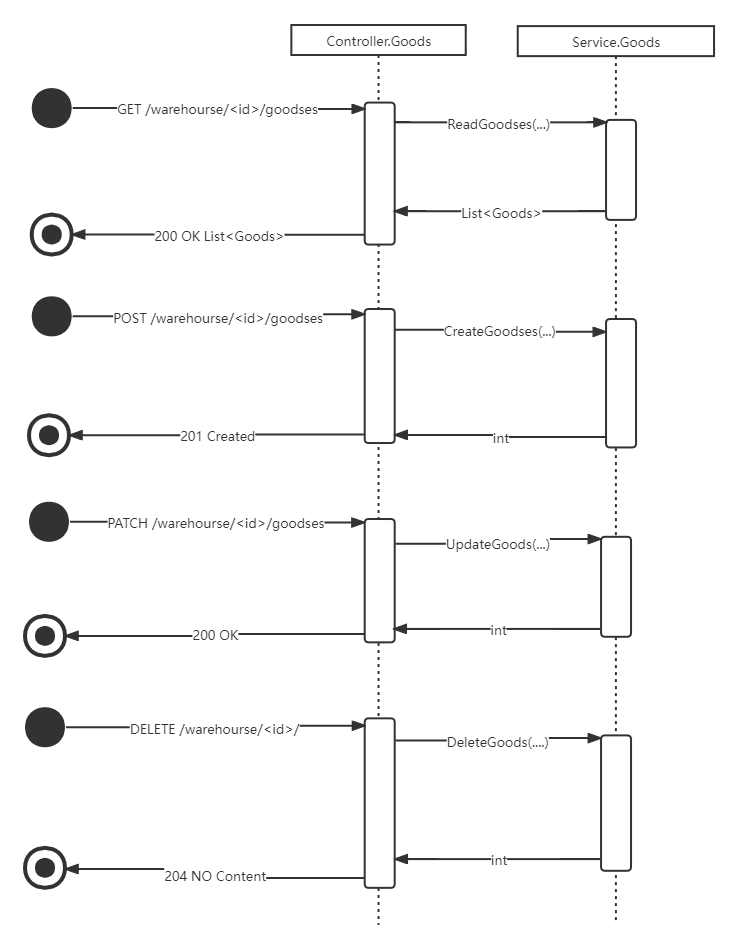 Controller.Goods
Service.Goods
GET /warehourse/<id>/goodses
ReadGoodses(...)
List<Goods>
200 OK List<Goods>
POST /warehourse/<id>/goodses
CreateGoodses(...)
201 Created
int
PATCH /warehourse/<id>/goodses
UpdateGoods(...)
200 OK
int
DELETE /warehourse/<id>/
DeleteGoods(....)
int
204 NO Content